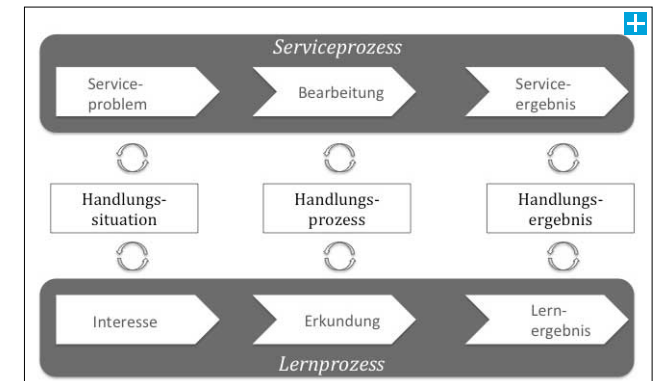 Serviceprozess
Service-
problem
Bearbeitung
Service-
ergebnis
Handlungs-
situation
Handlungs-
prozess
Handlungs-
ergebnis
Interesse
Erkundung
Lern-
ergebnis
Lernprozess